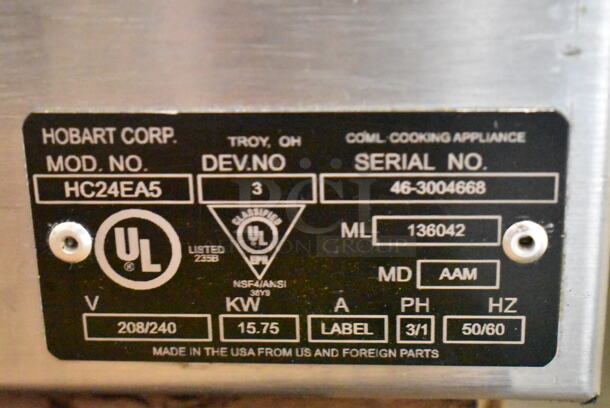 HOBART CORP. TROY, OH COML. COOKING APPLIANCE
MOD. NO. DEV.NO SERIAL NO.
HC24EA5 3 46-3004668
UL
®
LISTED
235B
CLASSIFIED
UL
EPH
NSF4/ANSI
38Y9
ML 136042
MD AAM
V KW A PH HZ
208/240 15.75 LABEL 3/1 50/60
MADE IN THE USA FROM US AND FOREIGN PARTS